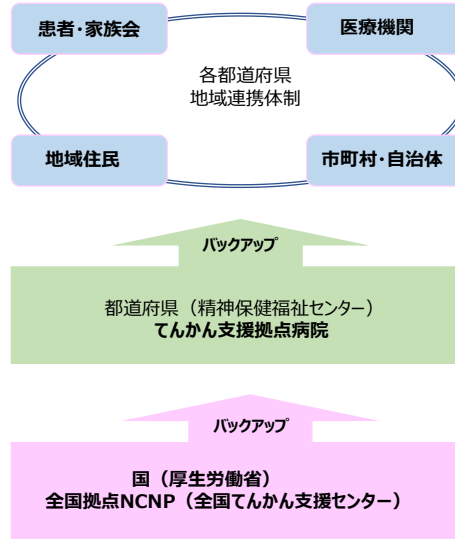 患者・家族会
医療機関
各都道府県
地域連携体制
地域住民
市町村・自治体
バックアップ
都道府県（精神保健福祉センター）
てんかん支援拠点病院
バックアップ
国（厚生労働省）
全国拠点NCNP（全国てんかん支援センター）